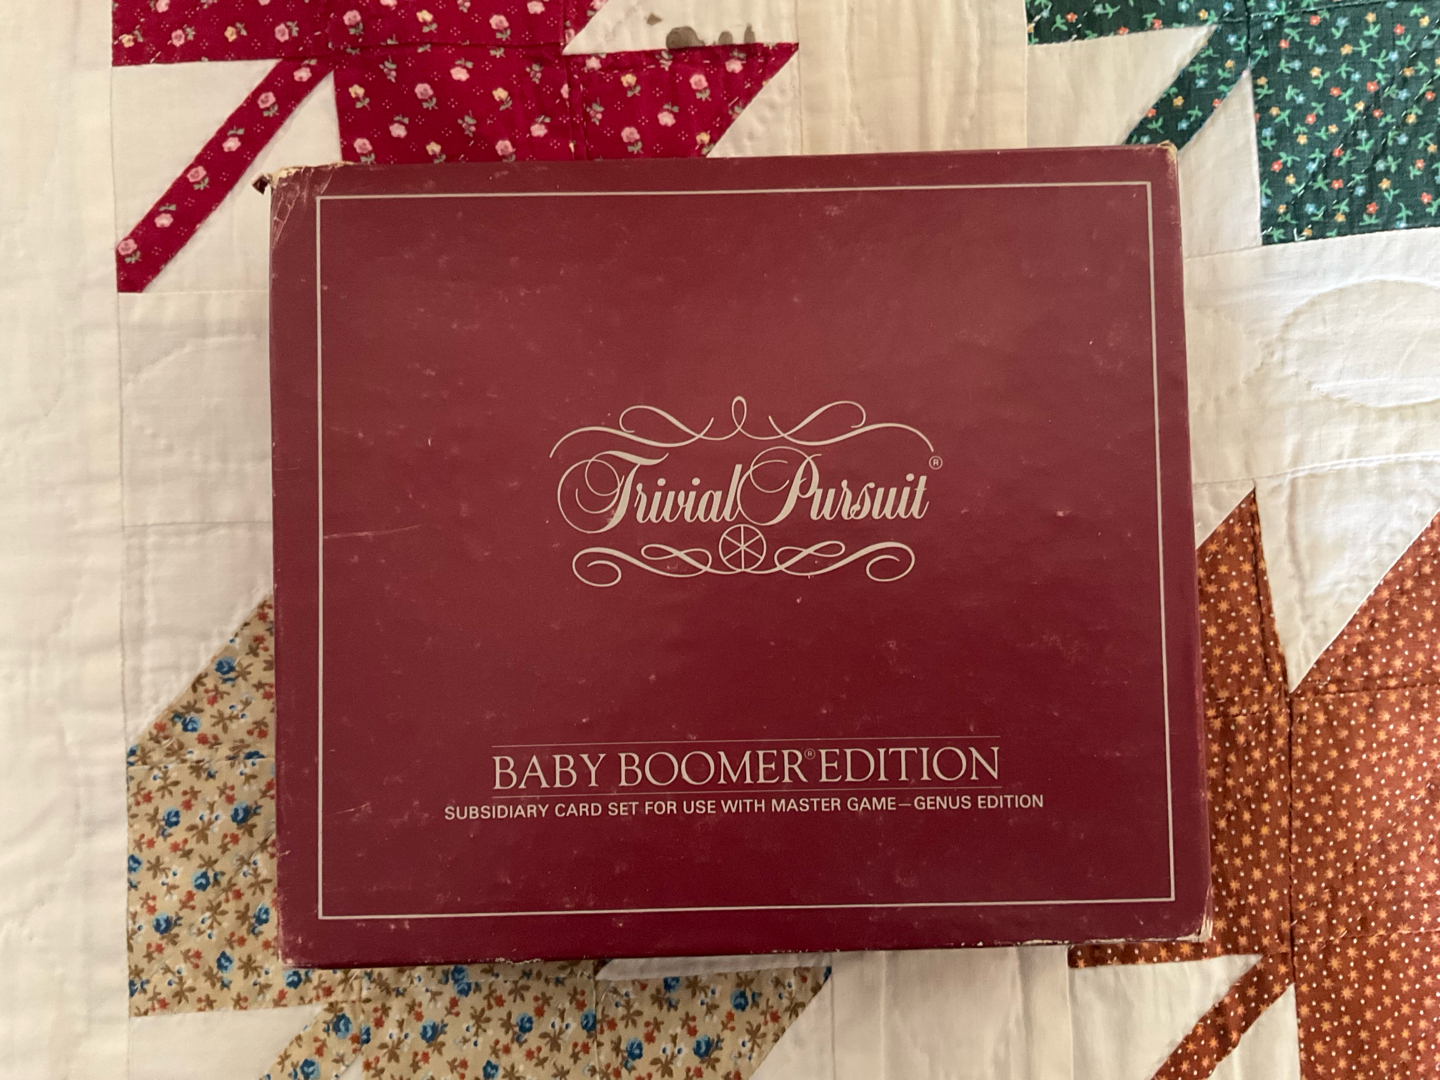 Trivial Pursuit®
BABY BOOMER® EDITION
SUBSIDIARY CARD SET FOR USE WITH MASTER GAME—GENUS EDITION